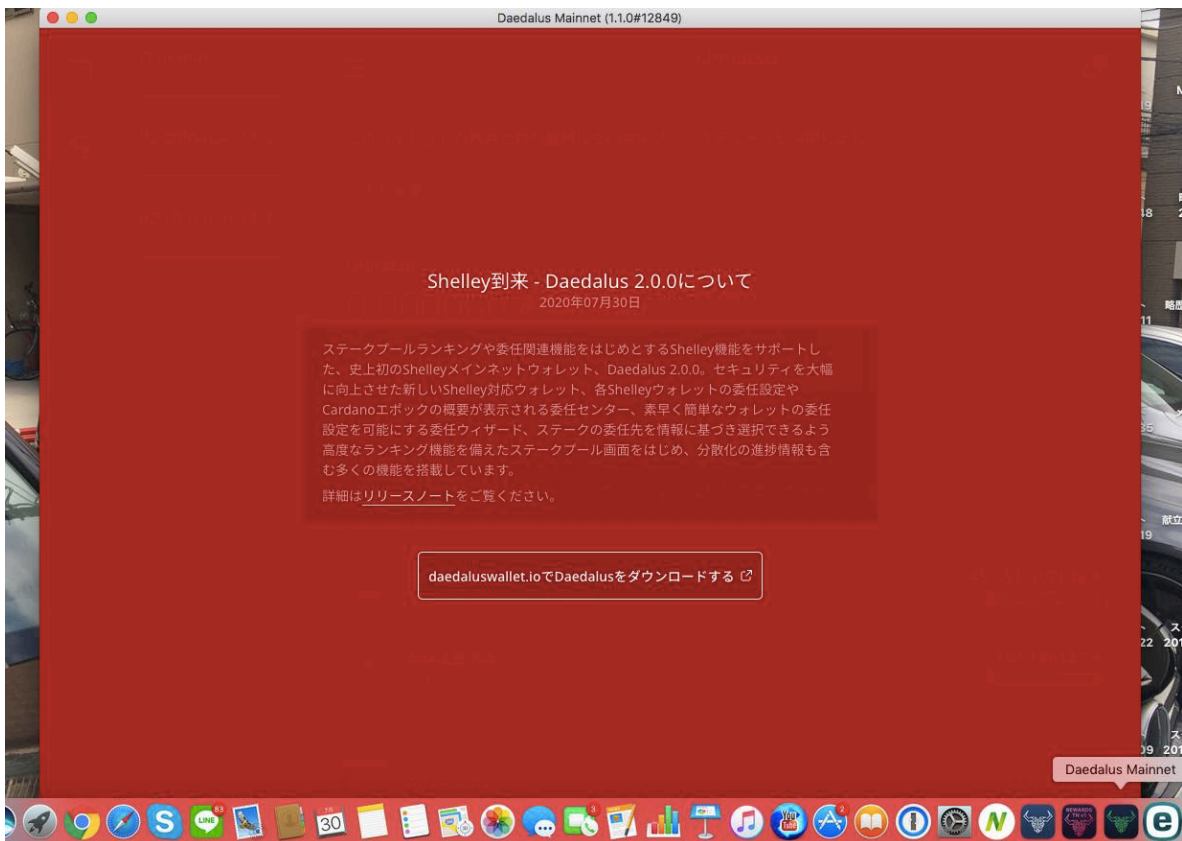 Daedalus Mainnet (1.1.0#12849)
Shelley到来 - Daedalus 2.0.0について
2020年07月30日
ステークプールランキングや委任関連機能をはじめとするShelley機能をサポートし
た、史上初のShelleyメインネットウォレット、Daedalus 2.0.0。セキュリティを大幅
に向上させた新しいShelley対応ウォレット、各Shelleyウォレットの委任設定や
Cardanoエポックの概要が表示される委任センター、素早く簡単なウォレットの委任
設定を可能にする委任ウィザード、ステークの委任先を情報に基づき選択できるよう
高度なランキング機能を備えたステークプール画面をはじめ、分散化の進捗情報も含
む多くの機能を搭載しています。
詳細はリリースノートをご覧ください。
daedaluswallet.ioでDaedalusをダウンロードする
Daedalus Mainnet
LINE
83
30
3
You
Tube
2
REWARDS